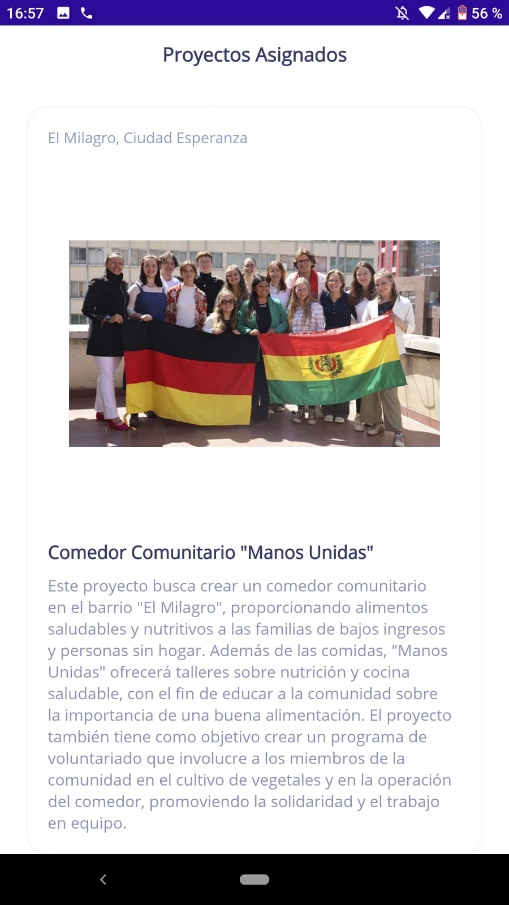 16:57
56 %
Proyectos Asignados
El Milagro, Ciudad Esperanza
Comedor Comunitario "Manos Unidas"
Este proyecto busca crear un comedor comunitario
en el barrio "El Milagro", proporcionando alimentos
saludables y nutritivos a las familias de bajos ingresos
y personas sin hogar. Además de las comidas, "Manos
Unidas" ofrecerá talleres sobre nutrición y cocina
saludable, con el fin de educar a la comunidad sobre
la importancia de una buena alimentación. El proyecto
también tiene como objetivo crear un programa de
voluntariado que involucre a los miembros de la
comunidad en el cultivo de vegetales y en la operación
del comedor, promoviendo la solidaridad y el trabajo
en equipo.